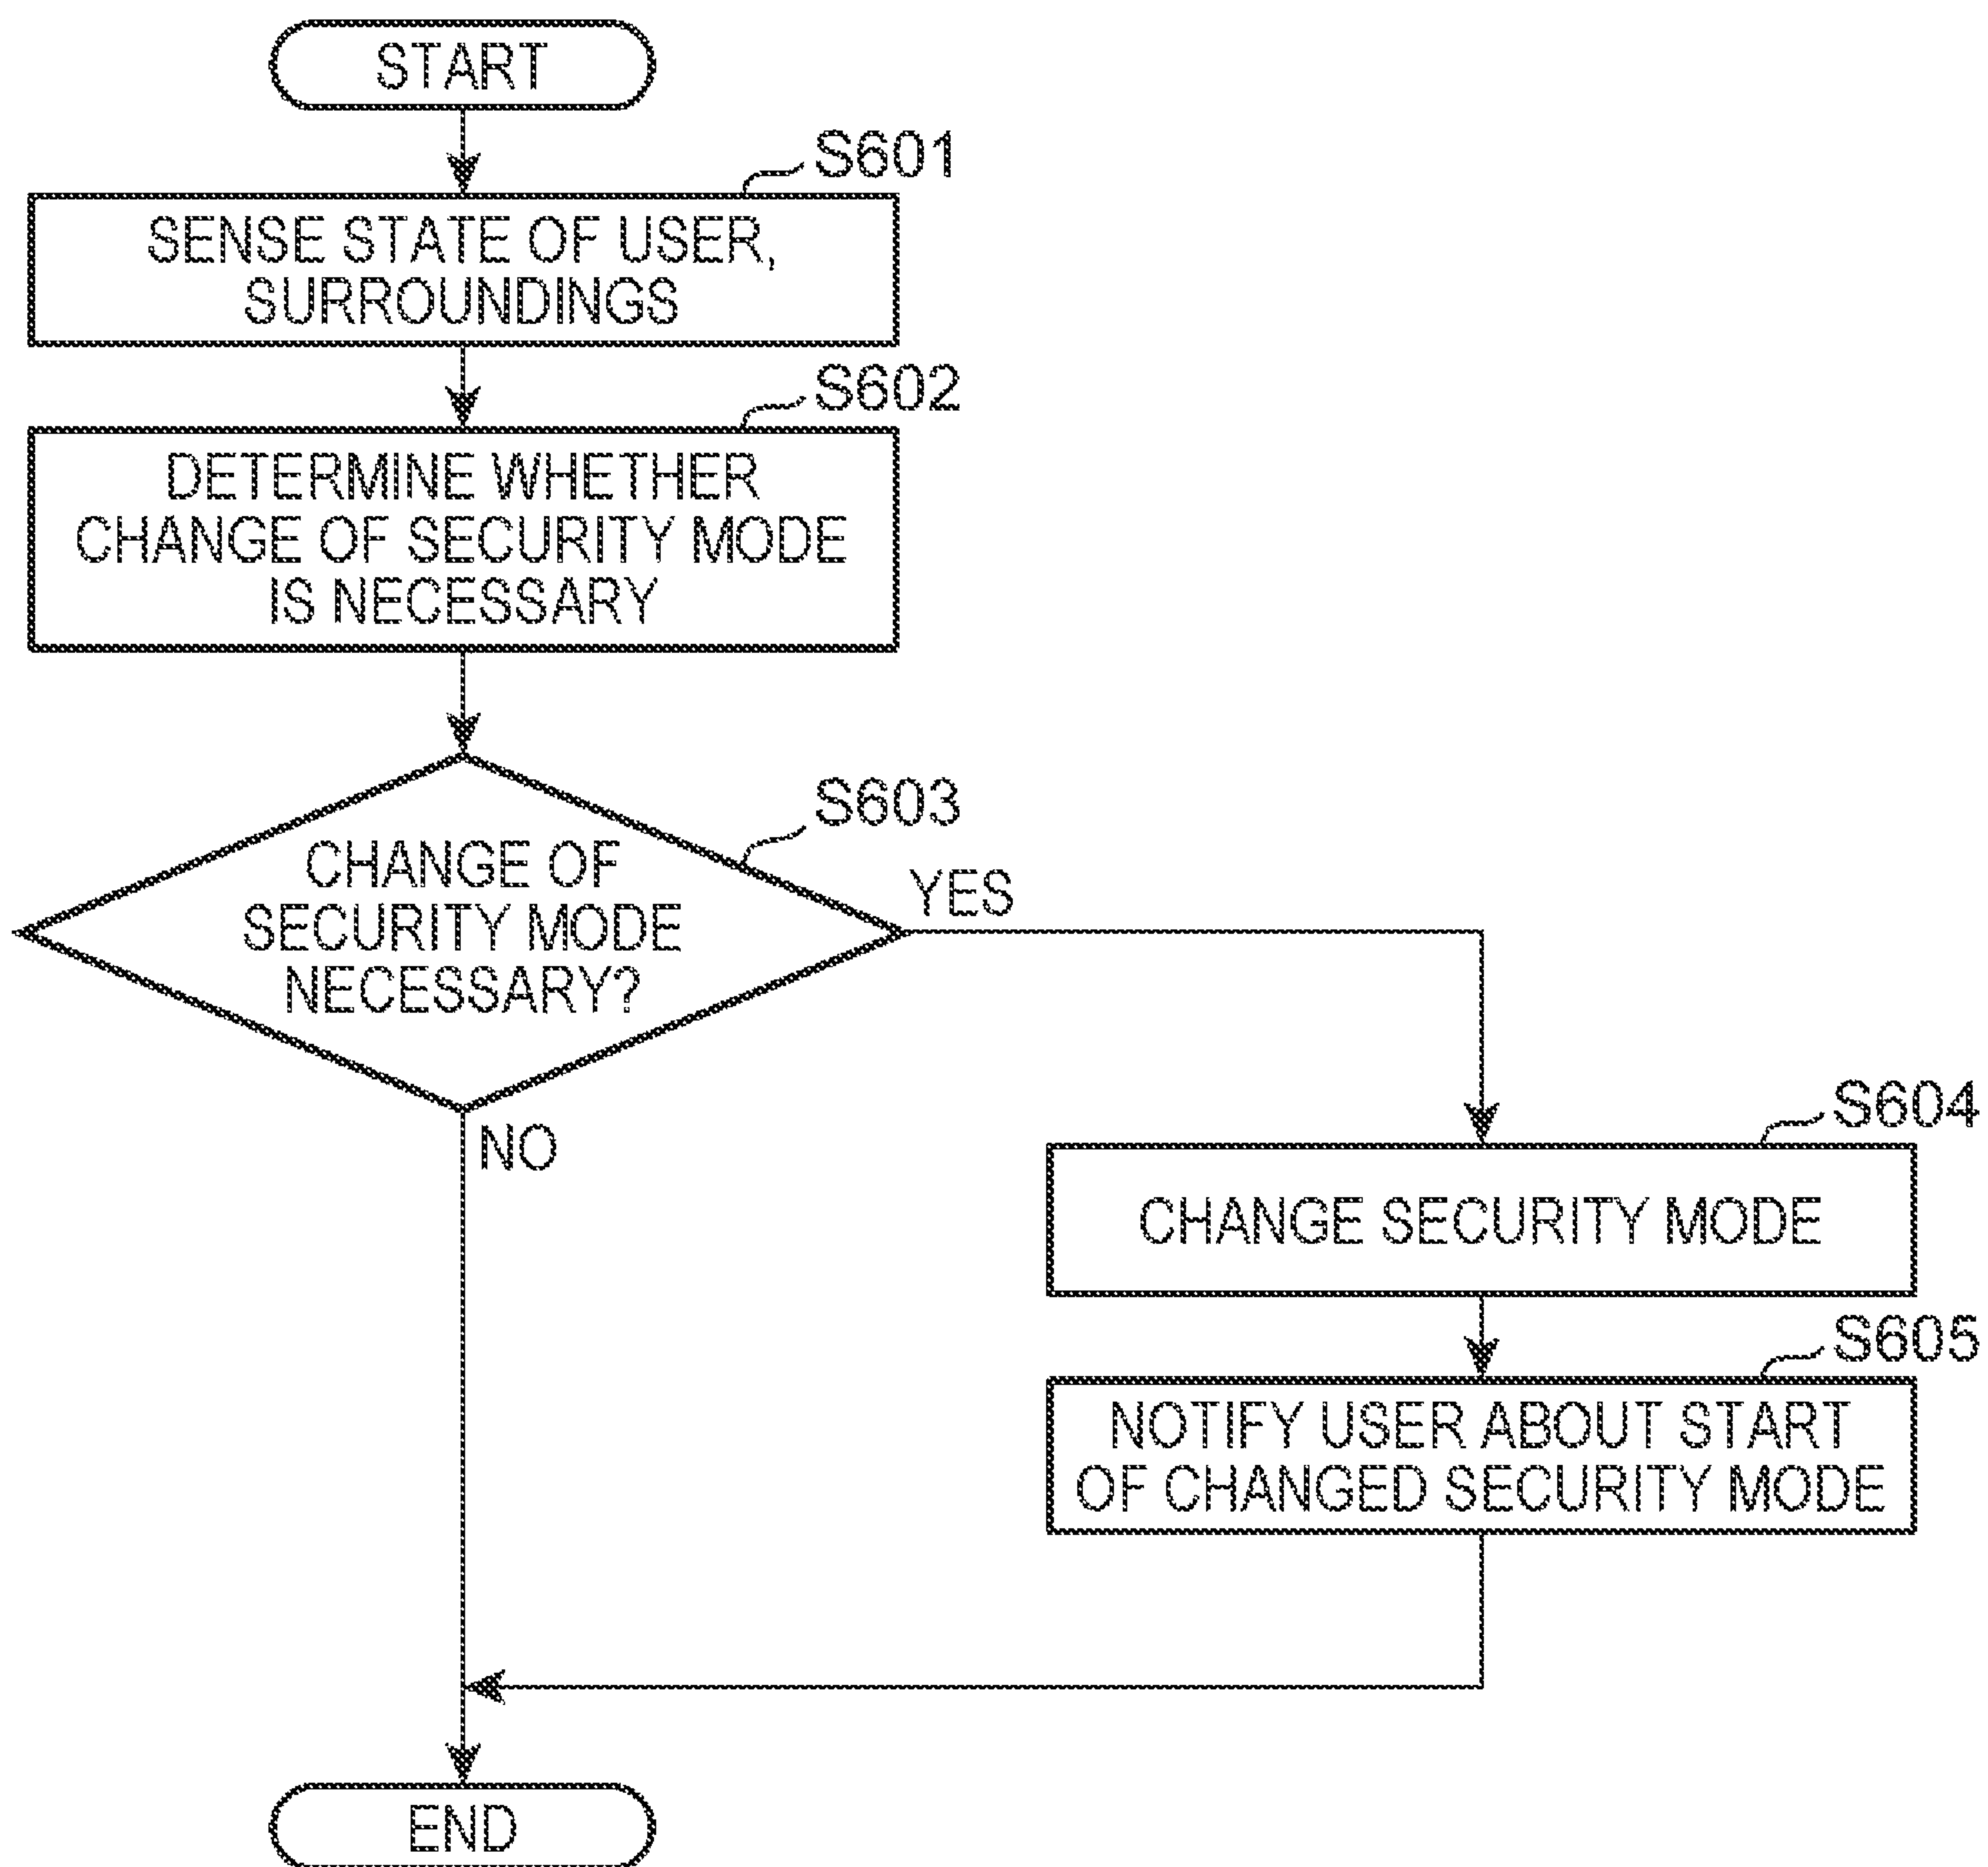 START
S601
SENSE STATE OF USER,
SURROUNDINGS
S602
DETERMINE WHETHER
CHANGE OF SECURITY MODE
IS NECESSARY
S603
CHANGE OF
SECURITY MODE
NECESSARY?
YES
NO
S604
CHANGE SECURITY MODE
S605
NOTIFY USER ABOUT START
OF CHANGED SECURITY MODE
END